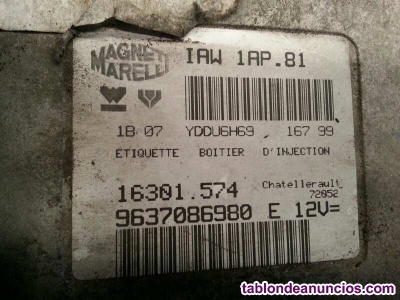 MAGNETI MARELLI
IAW 1AP.81
1B 07 YDDU6H69 . 167 99
ETIQUETTE BOITIER D'INJECTION
16301.574
Chatellerault
72052
9637086980 E 12V=
tablondeanuncios.com